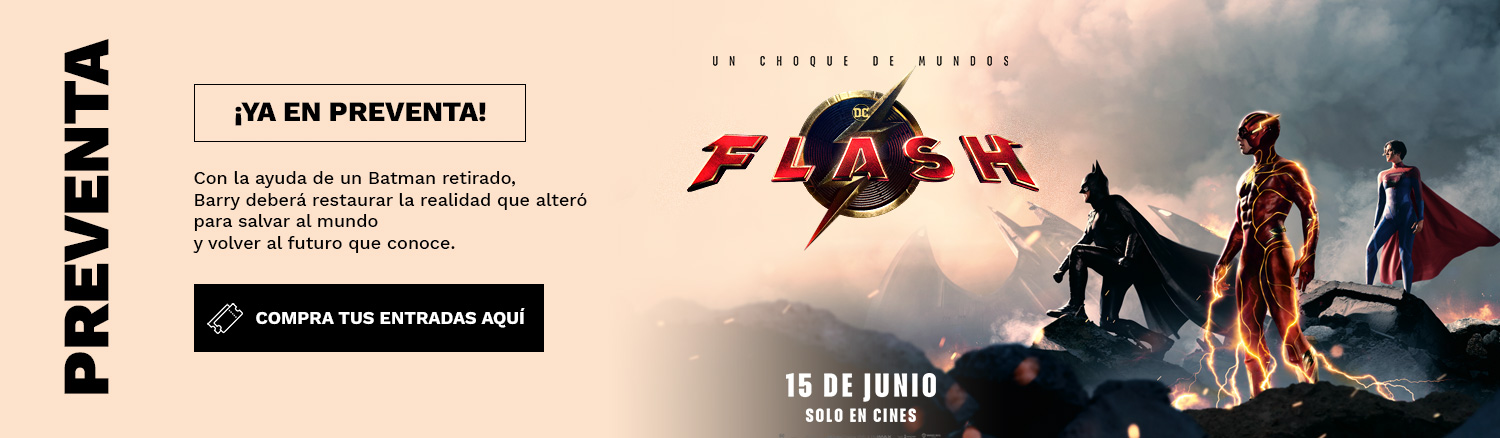 PREVENTA
¡YA EN PREVENTA!
Con la ayuda de un Batman retirado,
Barry deberá restaurar la realidad que alteró
para salvar al mundo
y volver al futuro que conoce.
COMPRA TUS ENTRADAS AQUÍ
UN CHOQUE DE MUNDOS
DC
FLASH
15 DE JUNIO
SOLO EN CINES